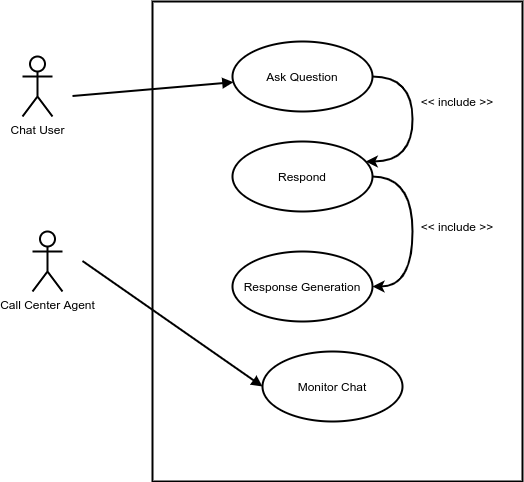 Ask Question
Chat User
<< include >>
Respond
<< include >>
Call Center Agent
Response Generation
Monitor Chat